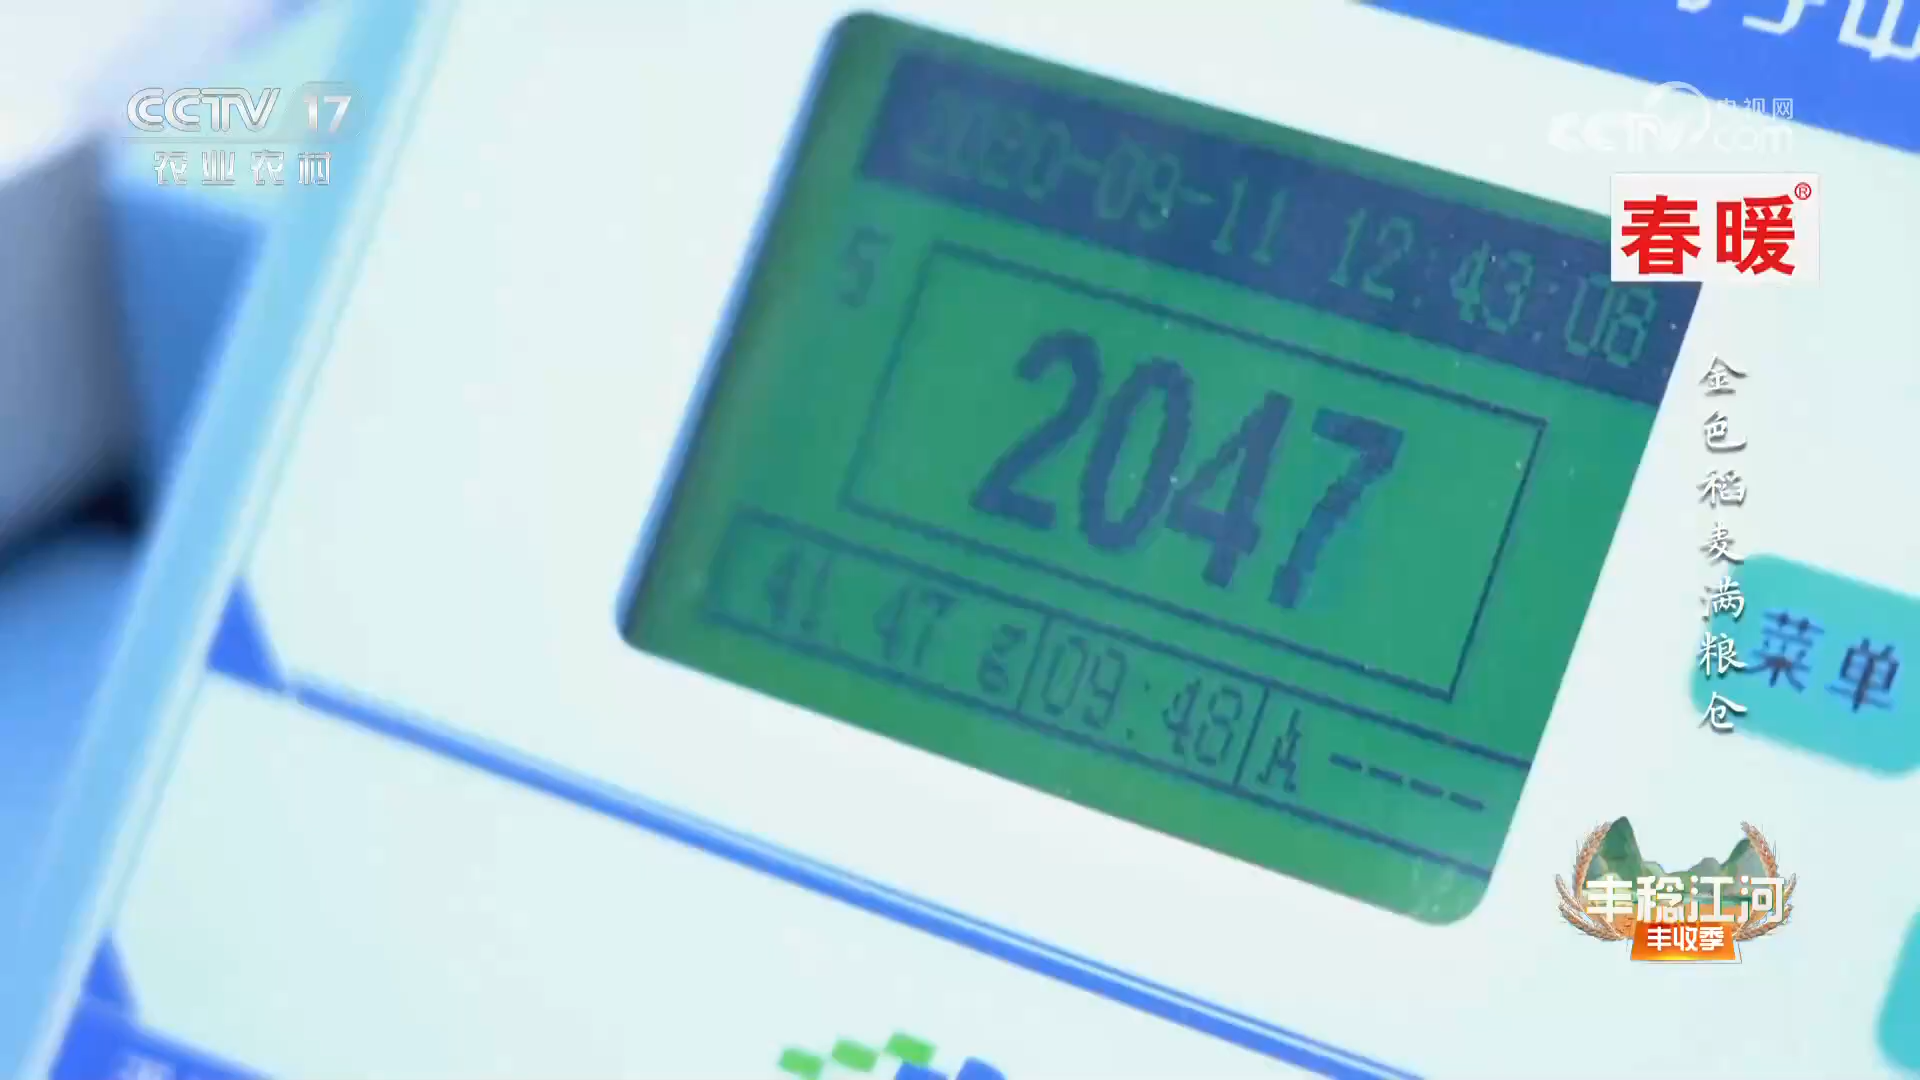 CCTV 17
农业农村
央视网
CCTV.com
春暖®
2020-09-11 12:43:08
5
2047
41.47g 09:48 A ----
菜单
金色稻麦满粮仓
丰稔江河
丰收季